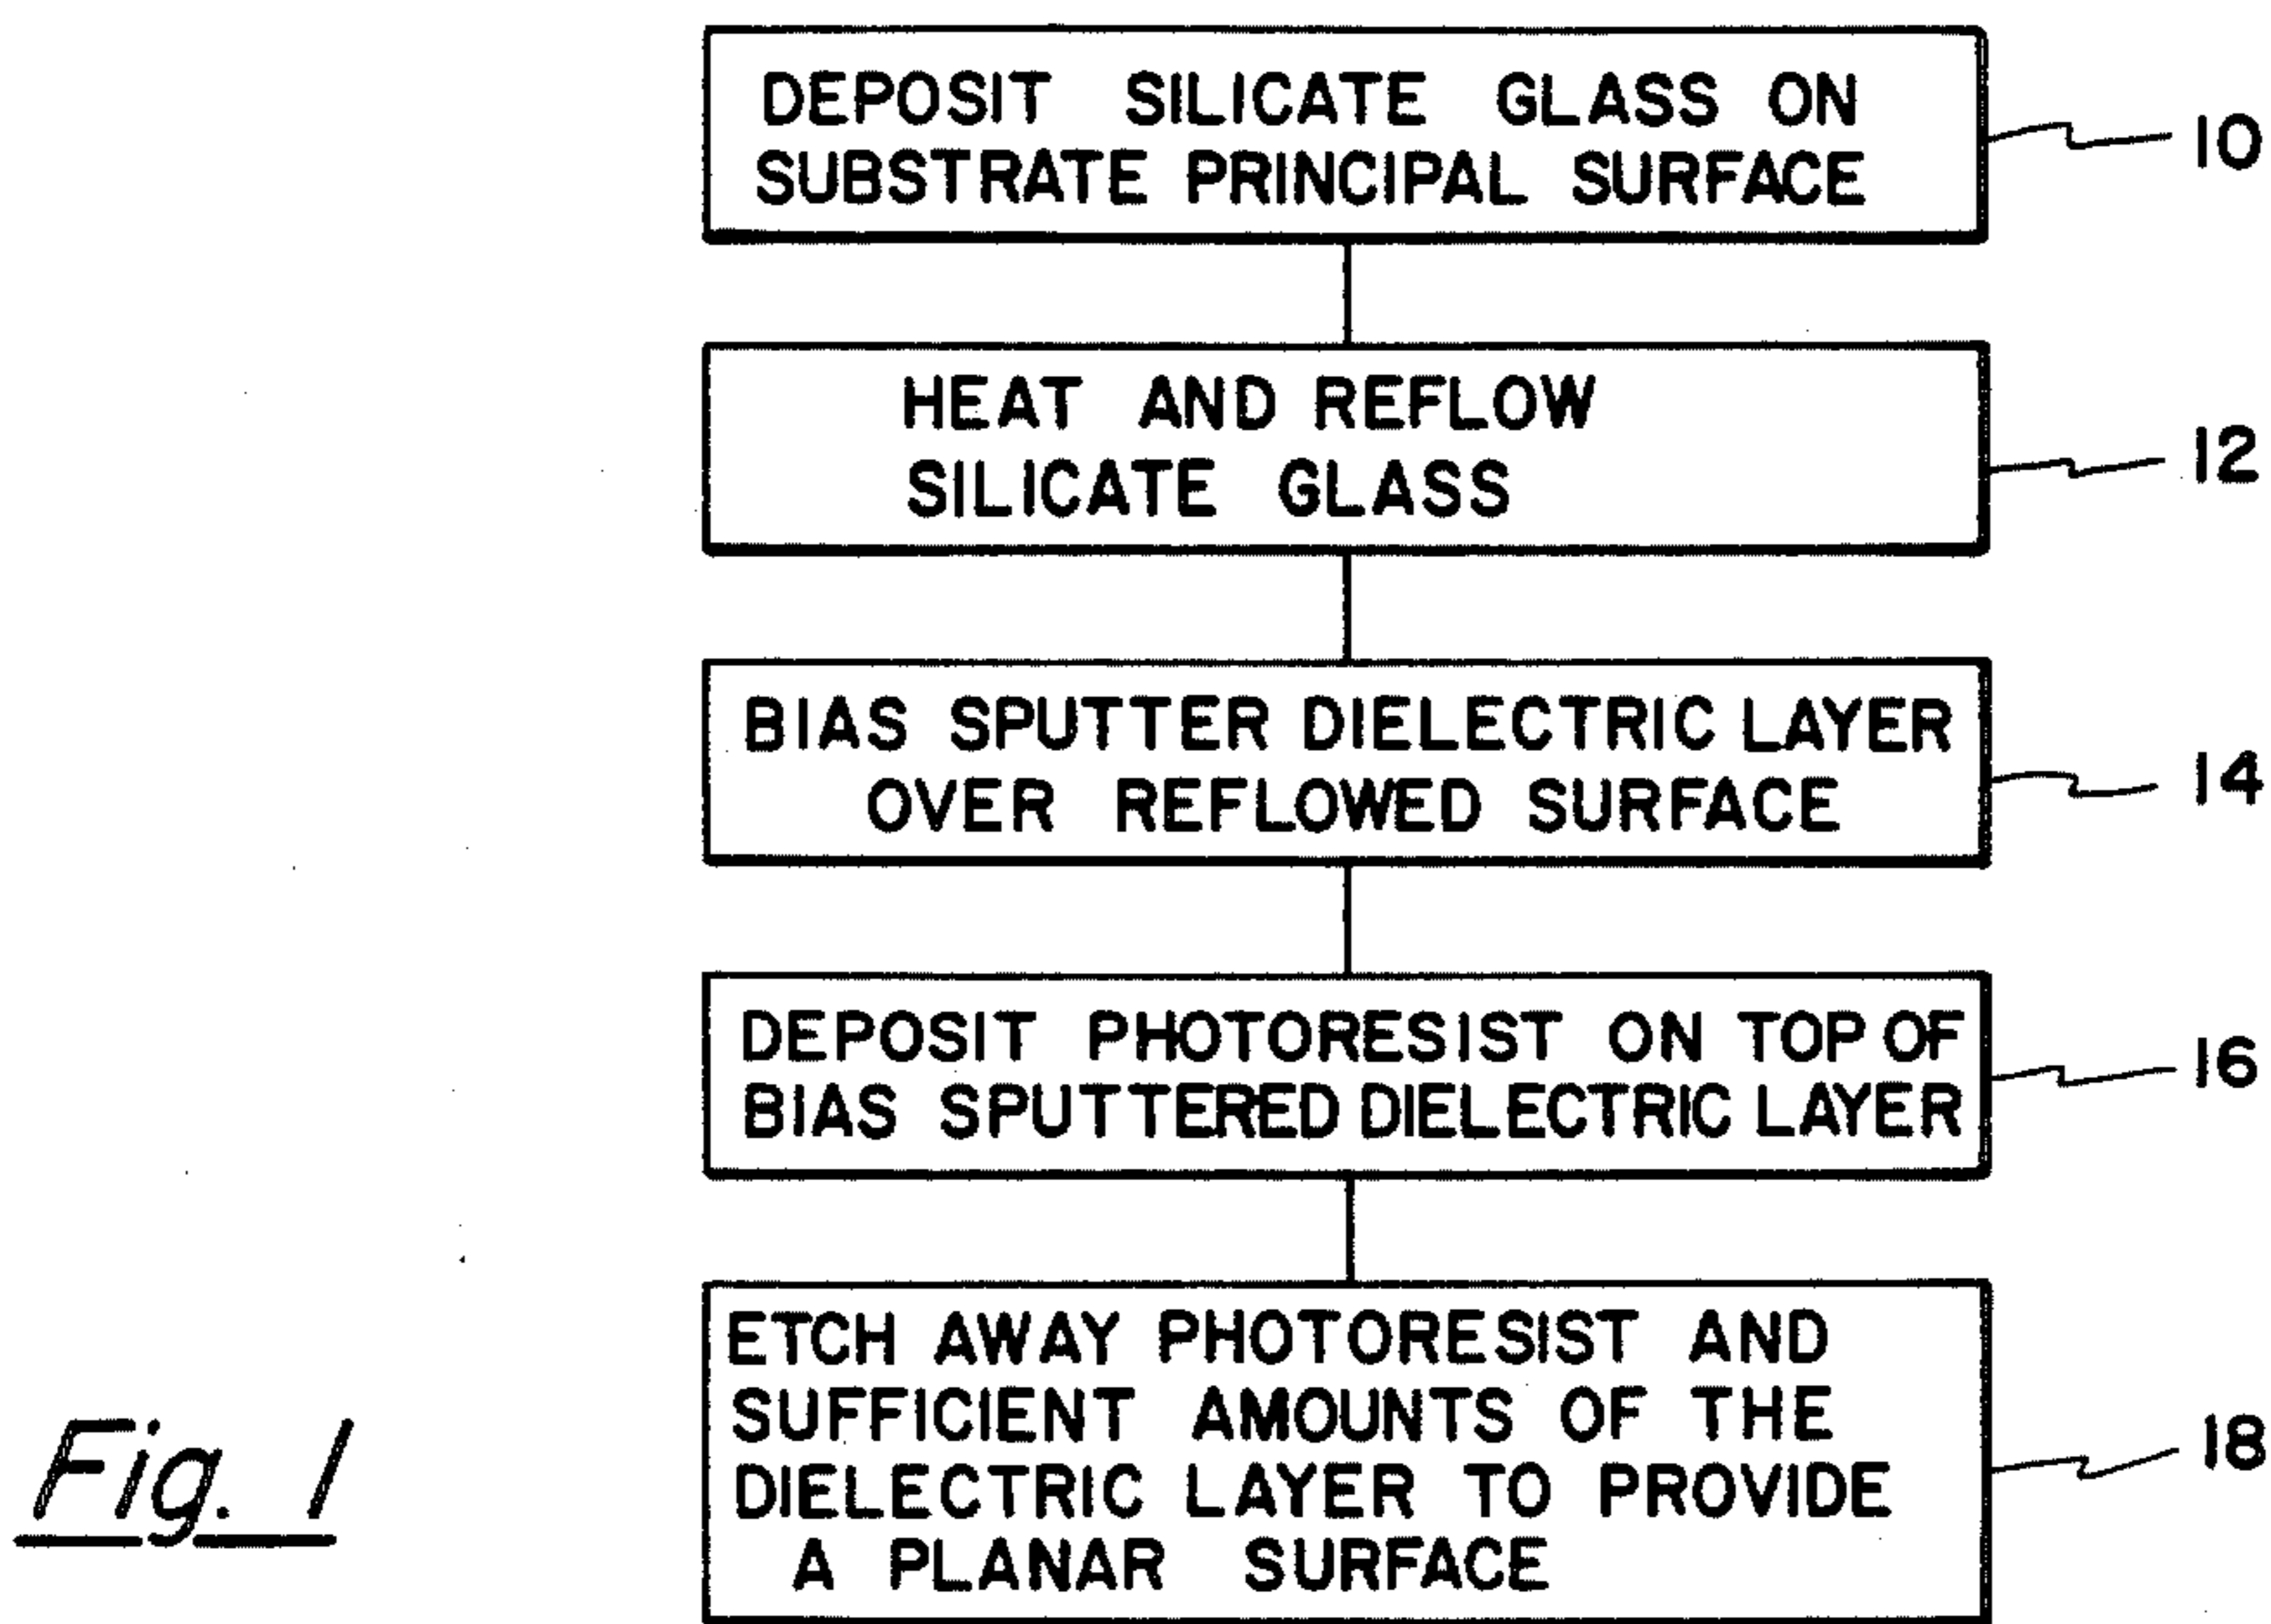 DEPOSIT SILICATE GLASS ON
SUBSTRATE PRINCIPAL SURFACE
10
HEAT AND REFLOW
SILICATE GLASS
12
BIAS SPUTTER DIELECTRIC LAYER
OVER REFLOWED SURFACE
14
DEPOSIT PHOTORESIST ON TOP OF
BIAS SPUTTERED DIELECTRIC LAYER
16
ETCH AWAY PHOTORESIST AND
SUFFICIENT AMOUNTS OF THE
DIELECTRIC LAYER TO PROVIDE
A PLANAR SURFACE
18
Fig. 1